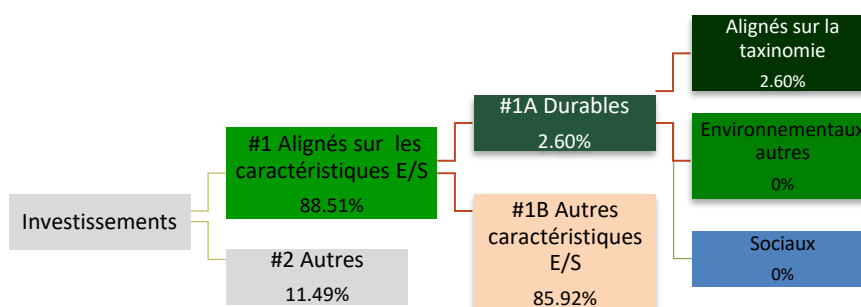 Investissements
#1 Alignés sur les
caractéristiques E/S
88.51%
#2 Autres
11.49%
#1A Durables
2.60%
#1B Autres
caractéristiques
E/S
85.92%
Alignés sur la
taxinomie
2.60%
Environnementaux
autres
0%
Sociaux
0%